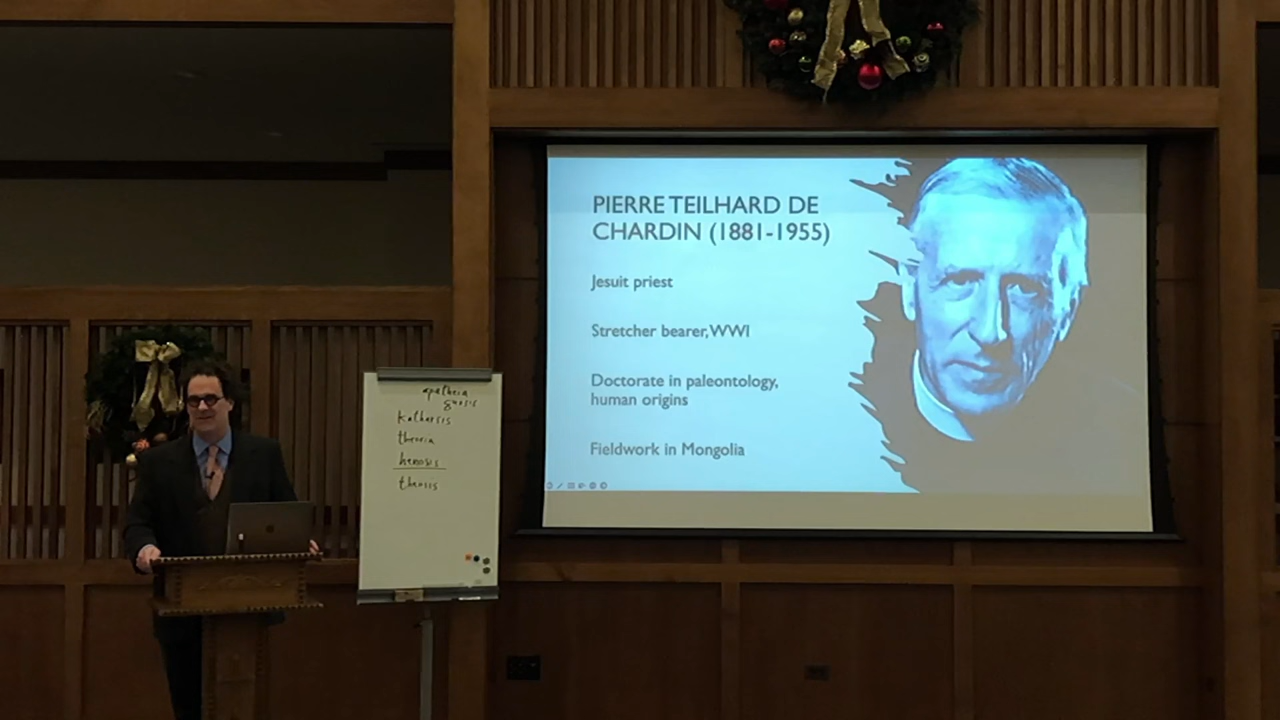 PIERRE TEILHARD DE
CHARDIN (1881-1955)
Jesuit priest
Stretcher bearer, WWI
Doctorate in paleontology,
human origins
Fieldwork in Mongolia
apatheia
gnosis
katharsis
theoria
henosis
theosis